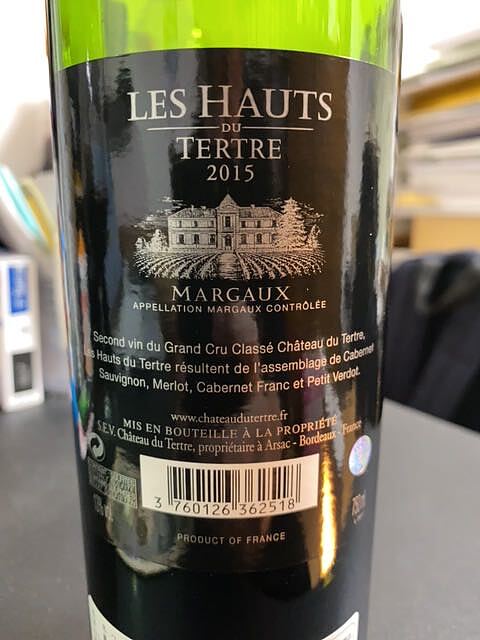 LES HAUTS
DU
TERTRE
2015
MARGAUX
APPELLATION MARGAUX CONTRÔLÉE
Second vin du Grand Cru Classé Château du Tertre,
Les Hauts du Tertre résultent de l'assemblage de Cabernet
Sauvignon, Merlot, Cabernet Franc et Petit Verdot.
www.chateaudutertre.fr
MIS EN BOUTEILLE À LA PROPRIÉTÉ
S.E.V. Château du Tertre, propriétaire à Arsac - Bordeaux - France
3 760126 362518
PRODUCT OF FRANCE